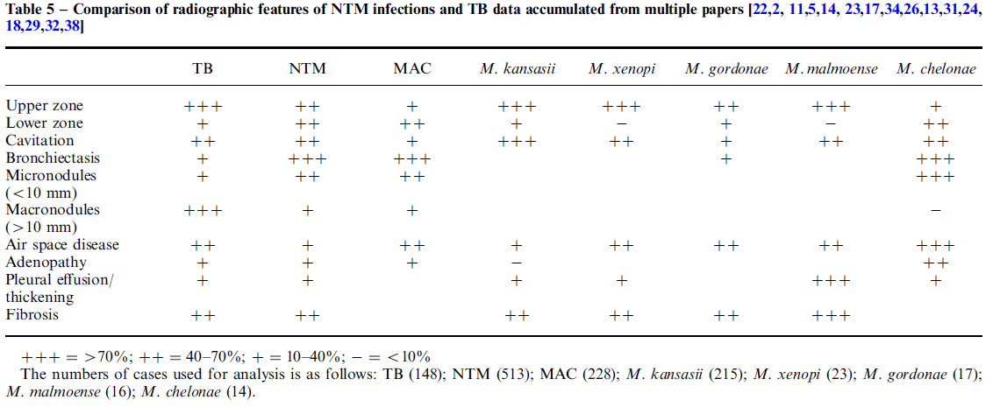 Table 5 – Comparison of radiographic features of NTM infections and TB data accumulated from multiple papers [22,2, 11,5,14, 23,17,34,26,13,31,24,
18,29,32,38]
TB NTM MAC M. kansasii M. xenopi M. gordonae M. malmoense M. chelonae
Upper zone +++ ++ + +++ +++ ++ +++ +
Lower zone + ++ ++ + − + − ++
Cavitation ++ ++ + +++ ++ + ++ ++
Bronchiectasis + +++ +++ + +++
Micronodules + ++ ++ +++
(<10 mm)
Macronodules +++ + + −
(>10 mm)
Air space disease ++ + ++ + ++ ++ ++ +++
Adenopathy + + + − ++
Pleural effusion/ + + + + +++ +
thickening
Fibrosis ++ ++ ++ ++ ++ +++
+++ = >70%; ++ = 40–70%; + = 10–40%; − = <10%
The numbers of cases used for analysis is as follows: TB (148); NTM (513); MAC (228); M. kansasii (215); M. xenopi (23); M. gordonae (17);
M. malmoense (16); M. chelonae (14).